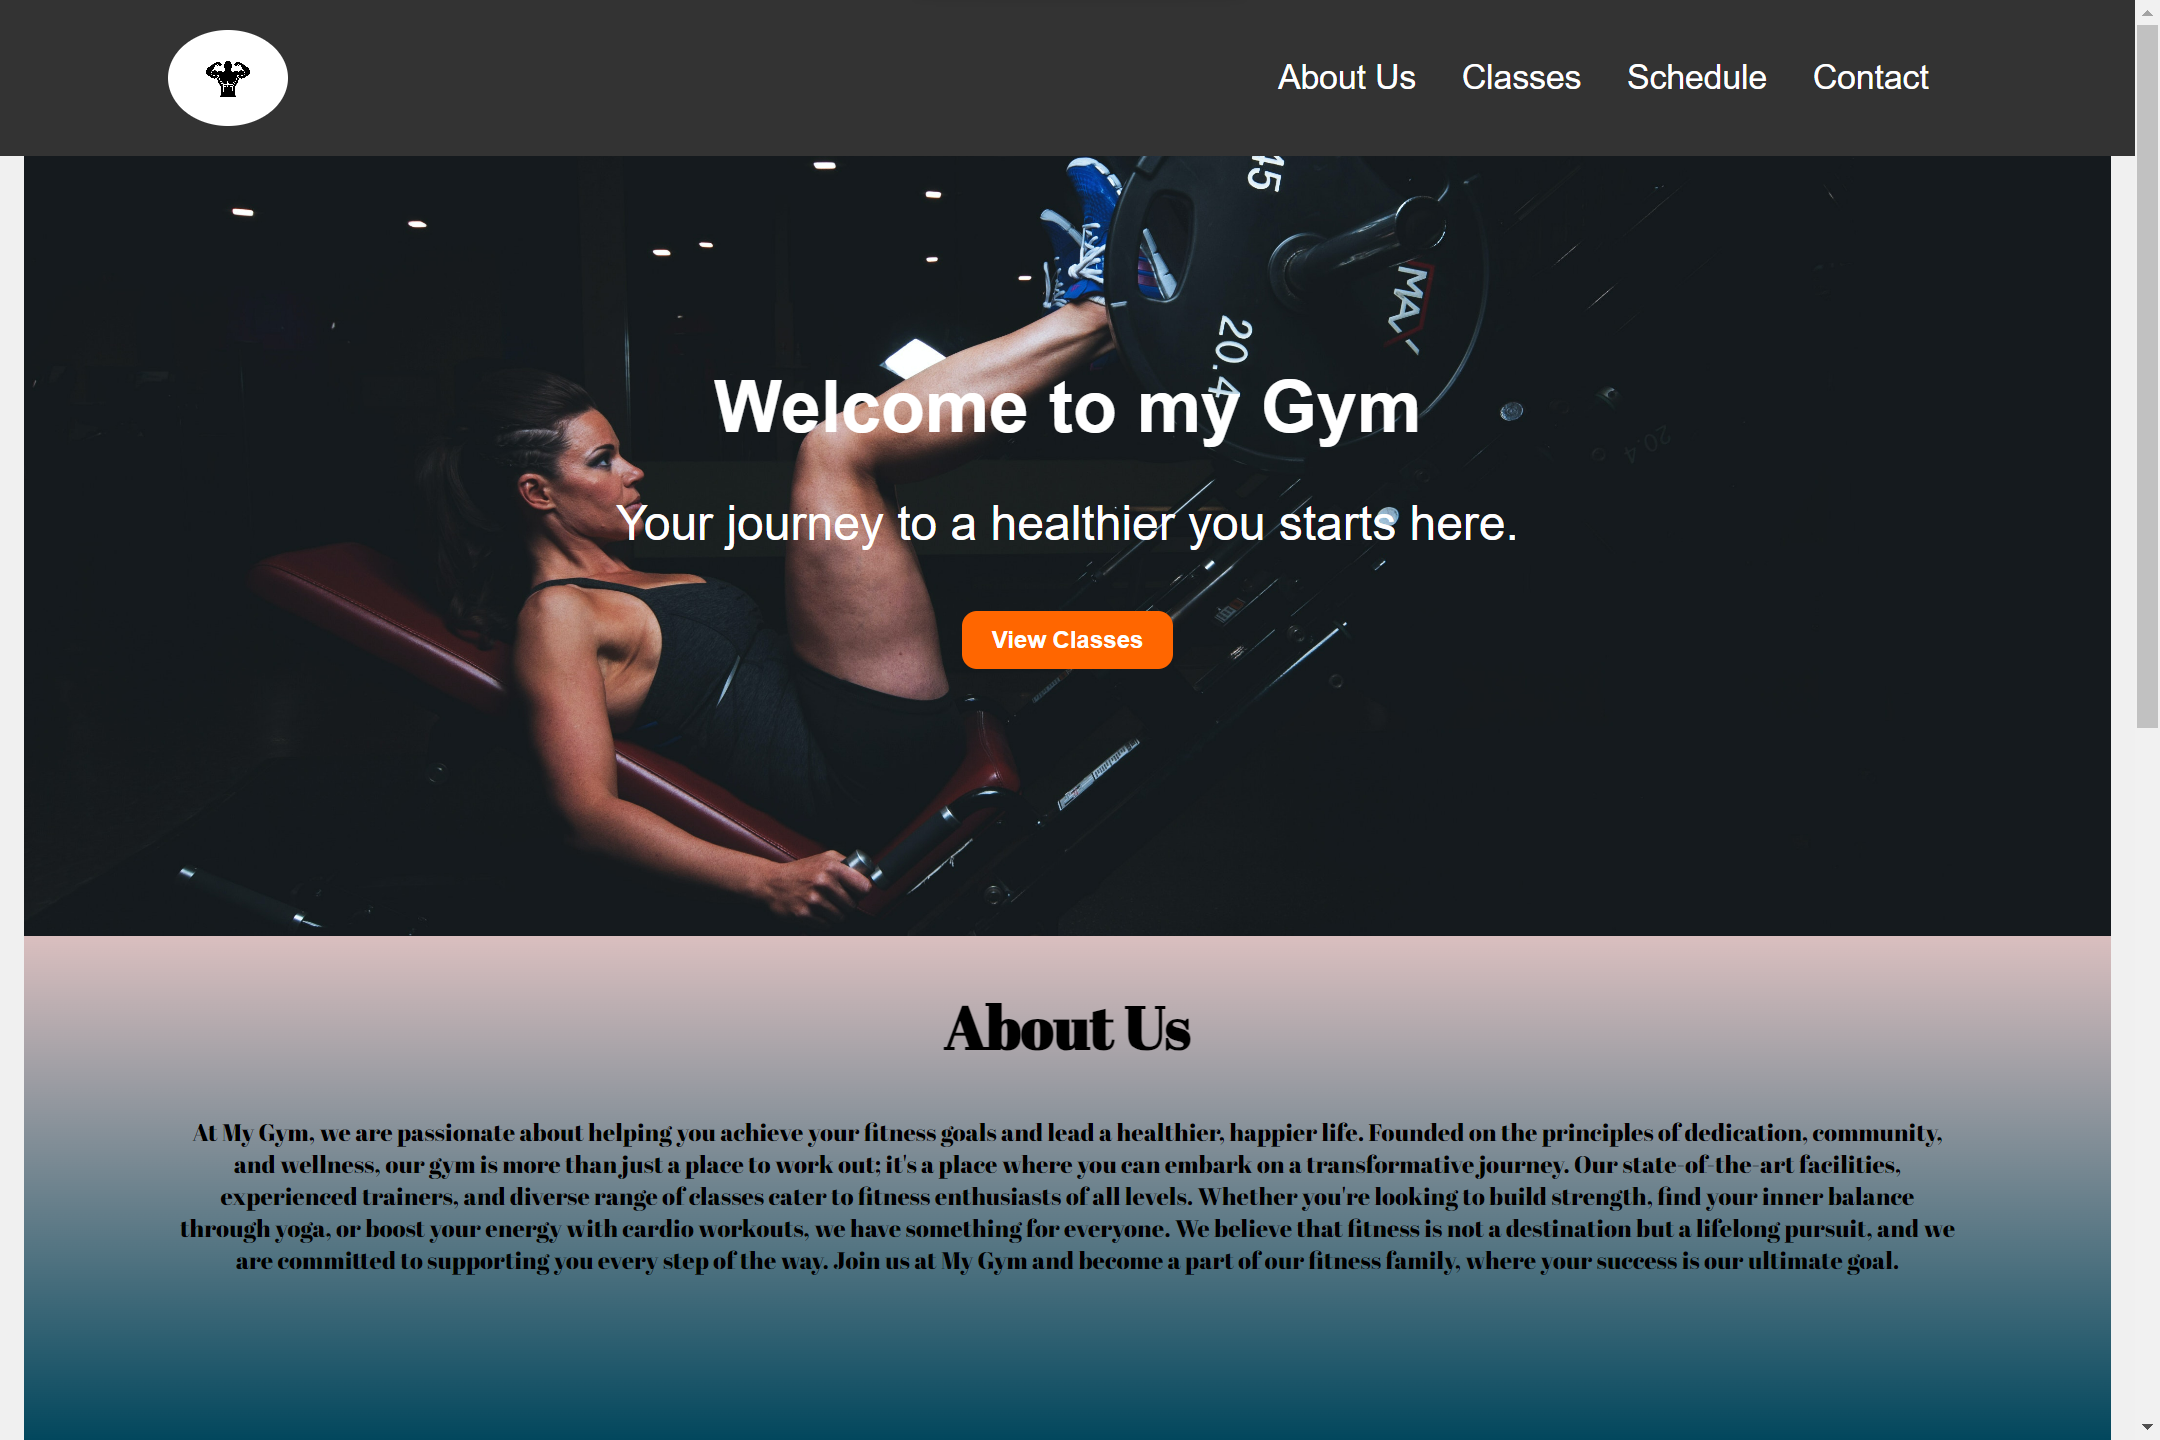 About Us Classes Schedule Contact
45
MAX
20.4
20.4
Welcome to my Gym
Your journey to a healthier you starts here.
View Classes
About Us
At My Gym, we are passionate about helping you achieve your fitness goals and lead a healthier, happier life. Founded on the principles of dedication, community,
and wellness, our gym is more than just a place to work out; it's a place where you can embark on a transformative journey. Our state-of-the-art facilities,
experienced trainers, and diverse range of classes cater to fitness enthusiasts of all levels. Whether you're looking to build strength, find your inner balance
through yoga, or boost your energy with cardio workouts, we have something for everyone. We believe that fitness is not a destination but a lifelong pursuit, and we
are committed to supporting you every step of the way. Join us at My Gym and become a part of our fitness family, where your success is our ultimate goal.